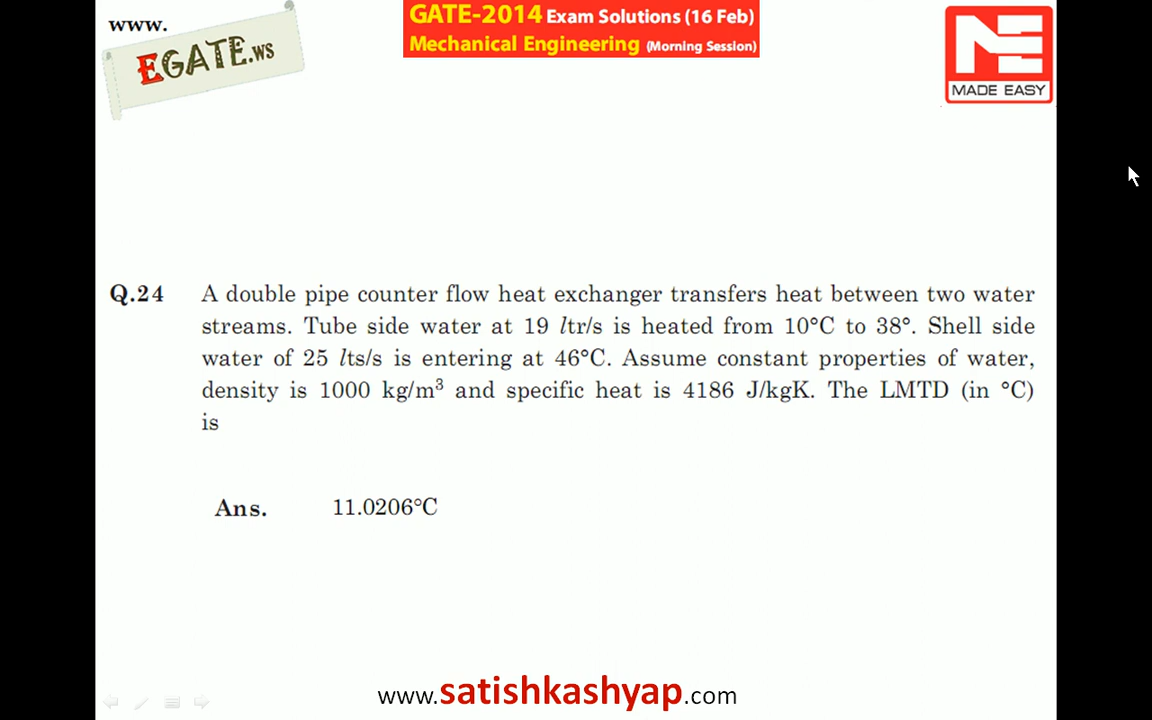 www.
EGATE.ws
GATE-2014 Exam Solutions (16 Feb)
Mechanical Engineering (Morning Session)
ME
MADE EASY
Q.24 A double pipe counter flow heat exchanger transfers heat between two water
streams. Tube side water at 19 ltr/s is heated from 10°C to 38°. Shell side
water of 25 lts/s is entering at 46°C. Assume constant properties of water,
density is 1000 kg/m³ and specific heat is 4186 J/kgK. The LMTD (in °C)
is
Ans. 11.0206°C
www.satishkashyap.com